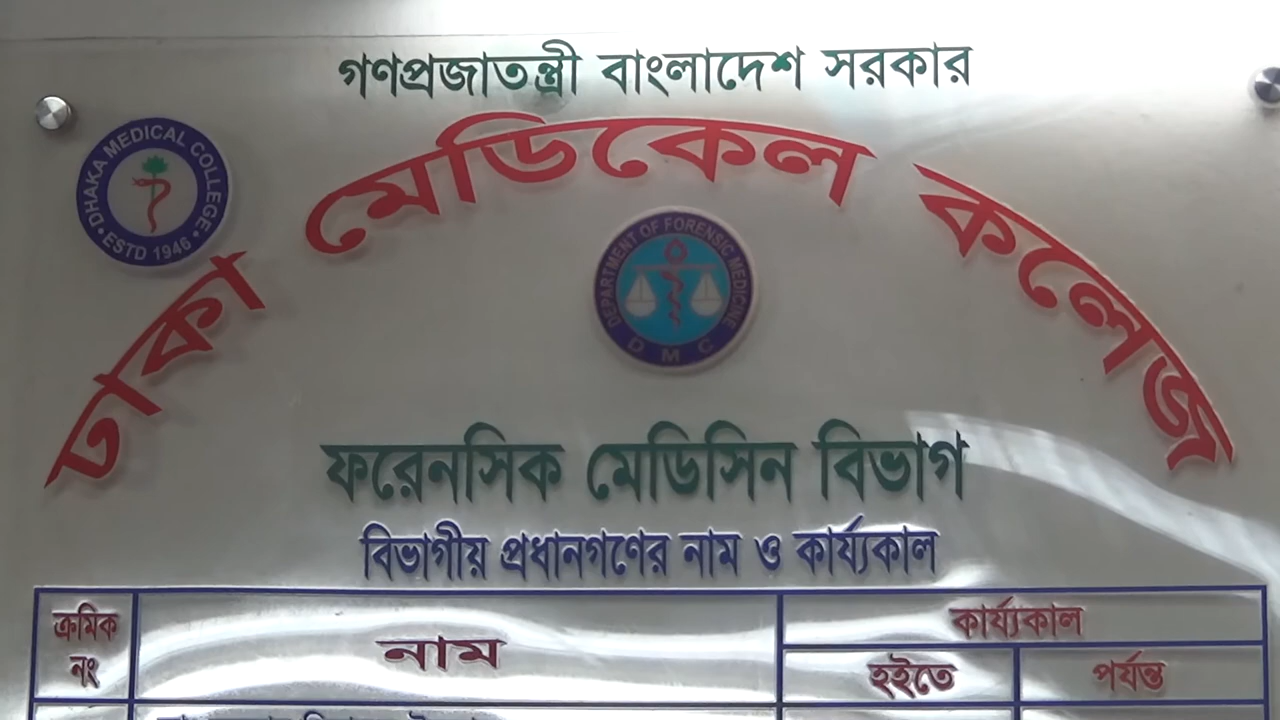 গণপ্রজাতন্ত্রী বাংলাদেশ সরকার
ঢাকা মেডিকেল কলেজ
DHAKA MEDICAL COLLEGE
ESTD 1946
DEPARTMENT OF FORENSIC MEDICINE
DMC
ফরেনসিক মেডিসিন বিভাগ
বিভাগীয় প্রধানগণের নাম ও কার্য্যকাল
ক্রমিক নং
নাম
কার্য্যকাল
হইতে
পর্যন্ত